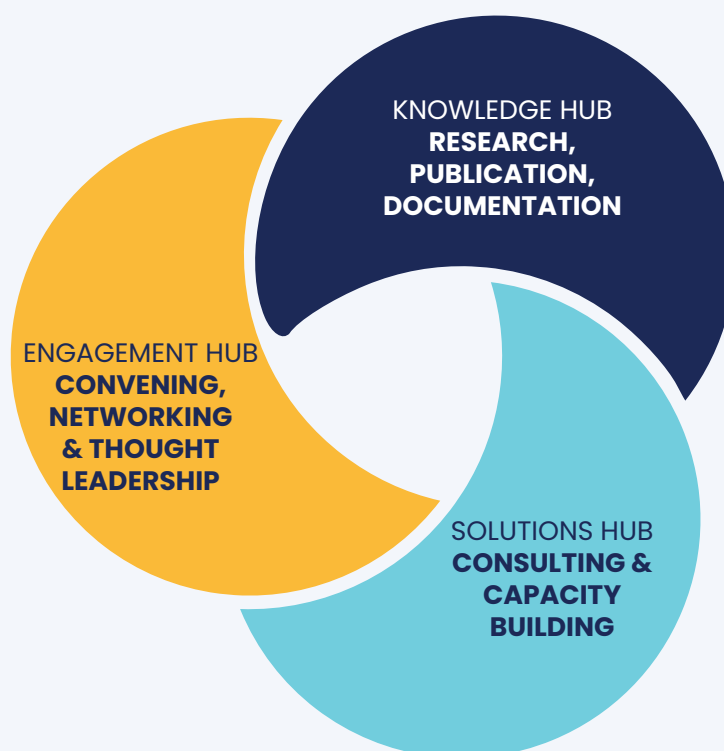 KNOWLEDGE HUB
RESEARCH,
PUBLICATION,
DOCUMENTATION
ENGAGEMENT HUB
CONVENING,
NETWORKING
& THOUGHT
LEADERSHIP
SOLUTIONS HUB
CONSULTING &
CAPACITY
BUILDING